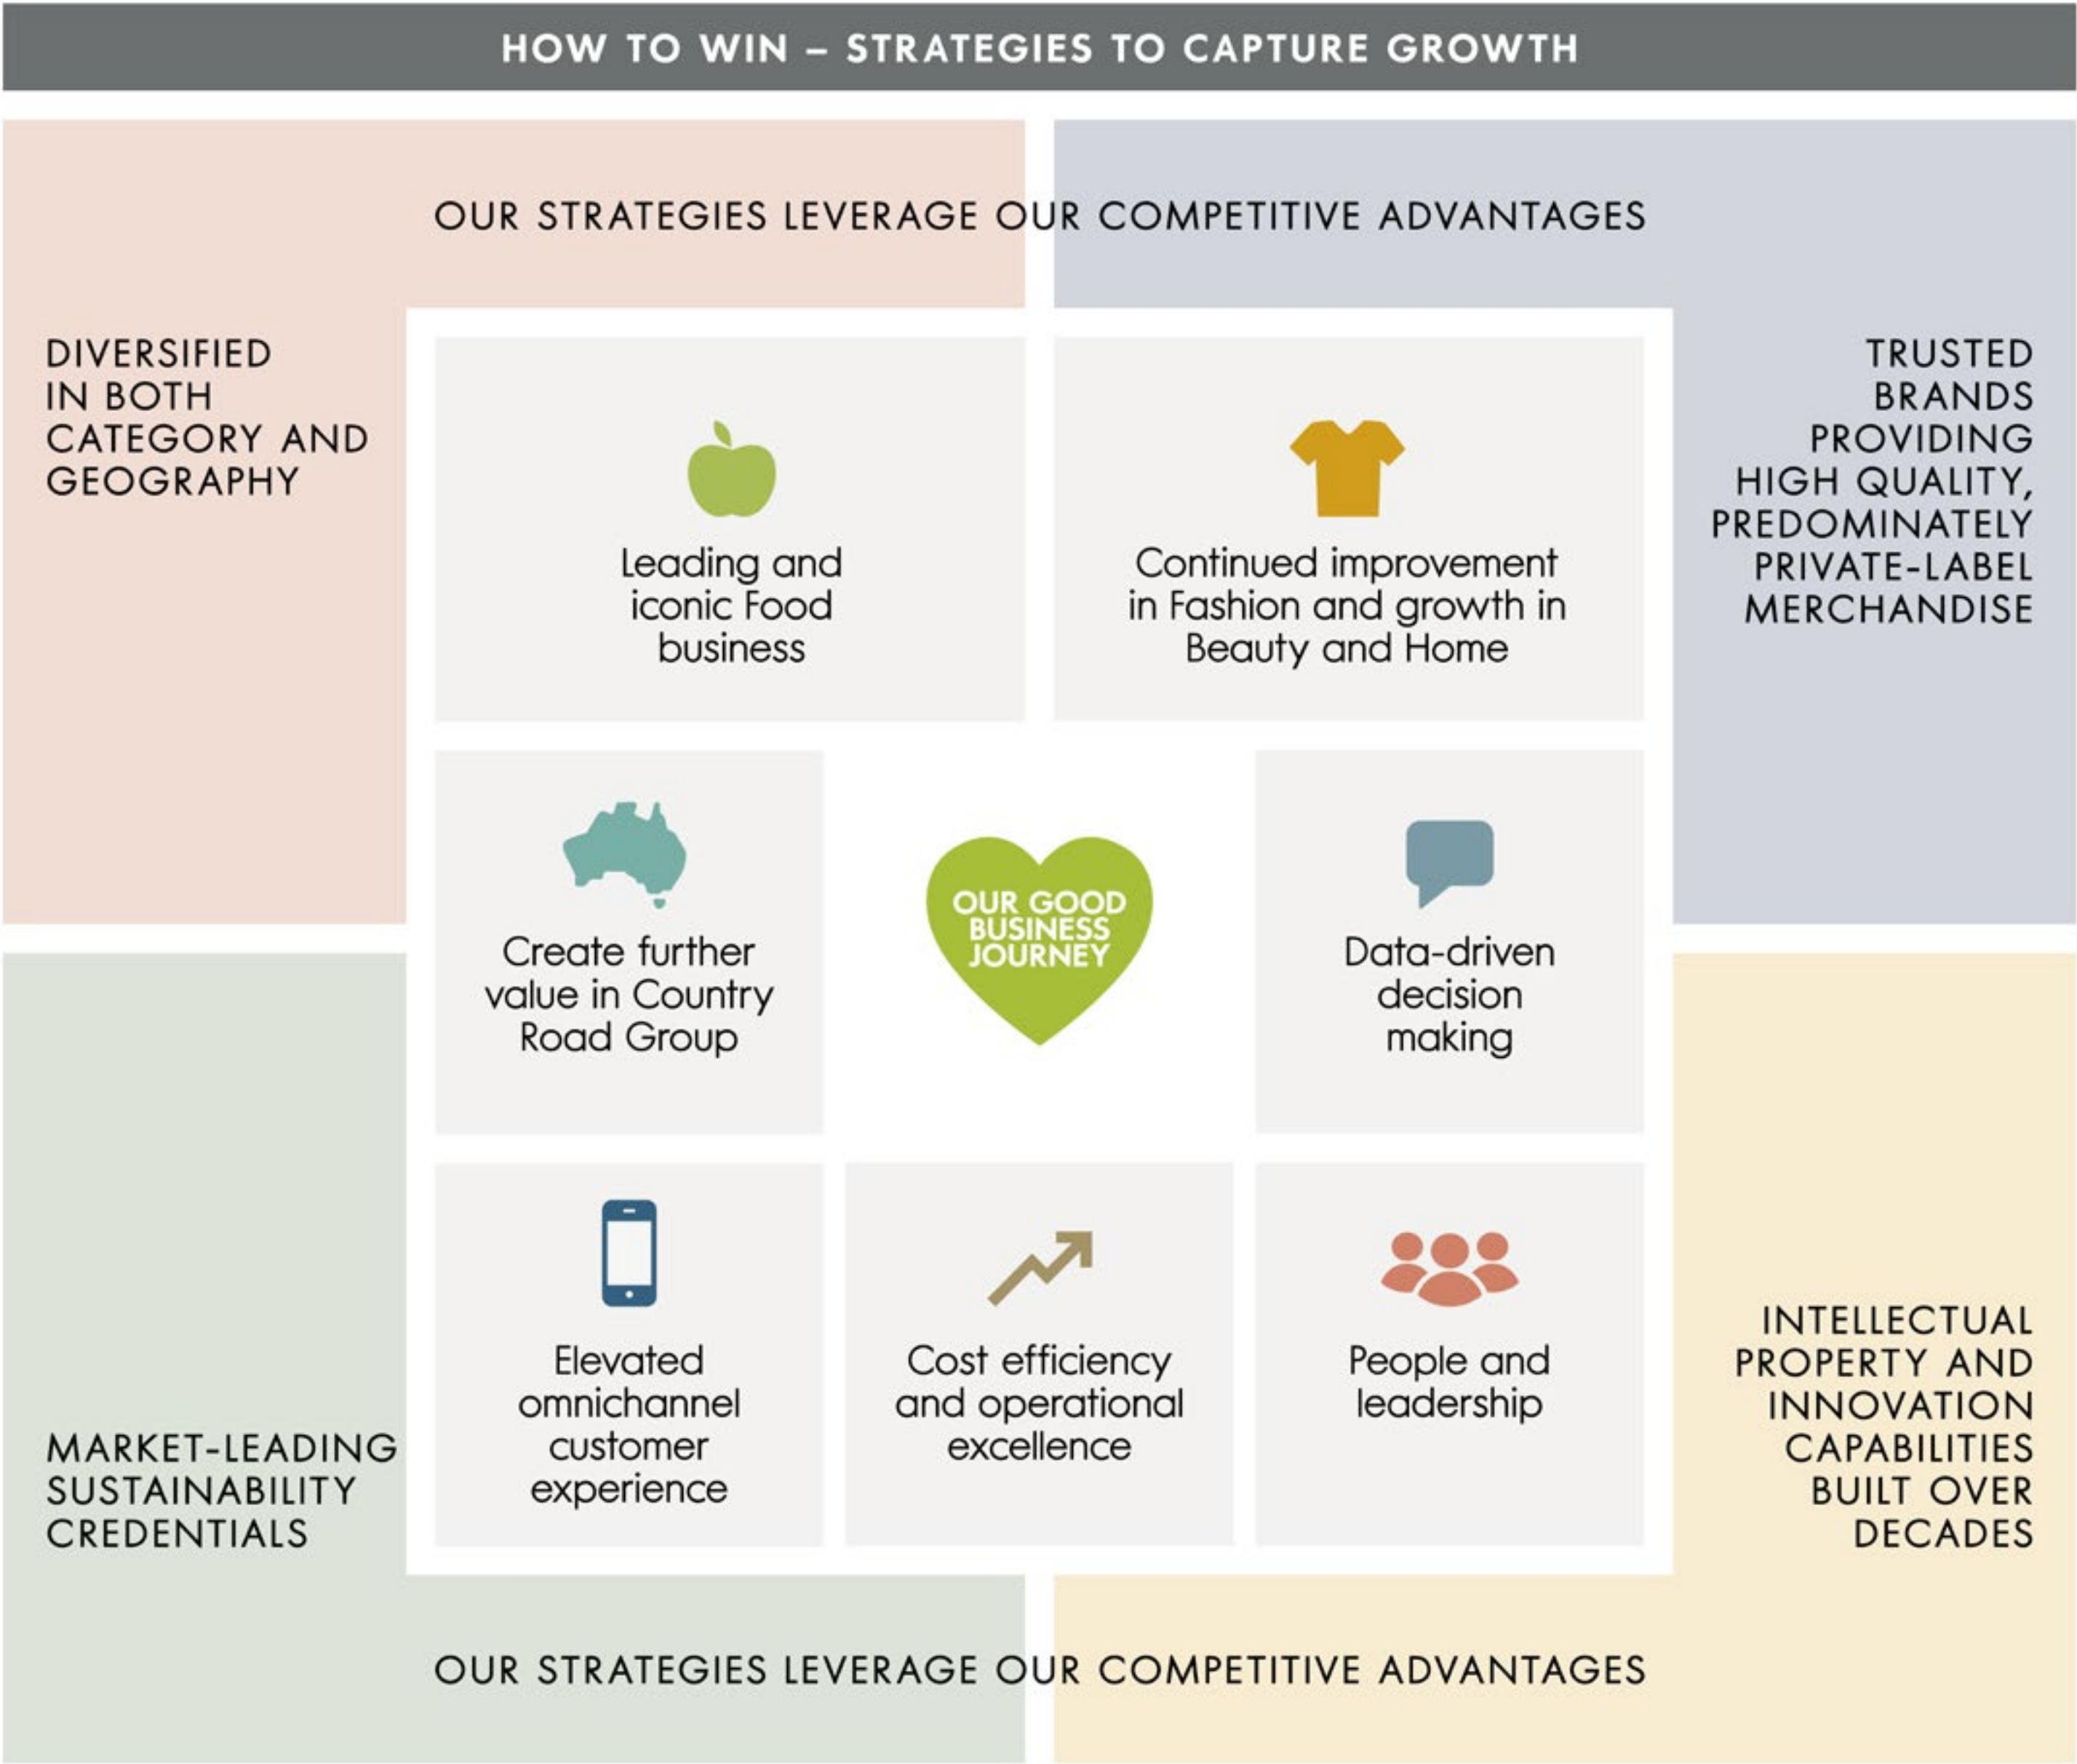 HOW TO WIN – STRATEGIES TO CAPTURE GROWTH
OUR STRATEGIES LEVERAGE OUR COMPETITIVE ADVANTAGES
DIVERSIFIED
IN BOTH
CATEGORY AND
GEOGRAPHY
TRUSTED
BRANDS
PROVIDING
HIGH QUALITY,
PREDOMINATELY
PRIVATE-LABEL
MERCHANDISE
Leading and
iconic Food
business
Continued improvement
in Fashion and growth in
Beauty and Home
Create further
value in Country
Road Group
OUR GOOD
BUSINESS
JOURNEY
Data-driven
decision
making
Elevated
omnichannel
customer
experience
Cost efficiency
and operational
excellence
People and
leadership
MARKET-LEADING
SUSTAINABILITY
CREDENTIALS
INTELLECTUAL
PROPERTY AND
INNOVATION
CAPABILITIES
BUILT OVER
DECADES
OUR STRATEGIES LEVERAGE OUR COMPETITIVE ADVANTAGES